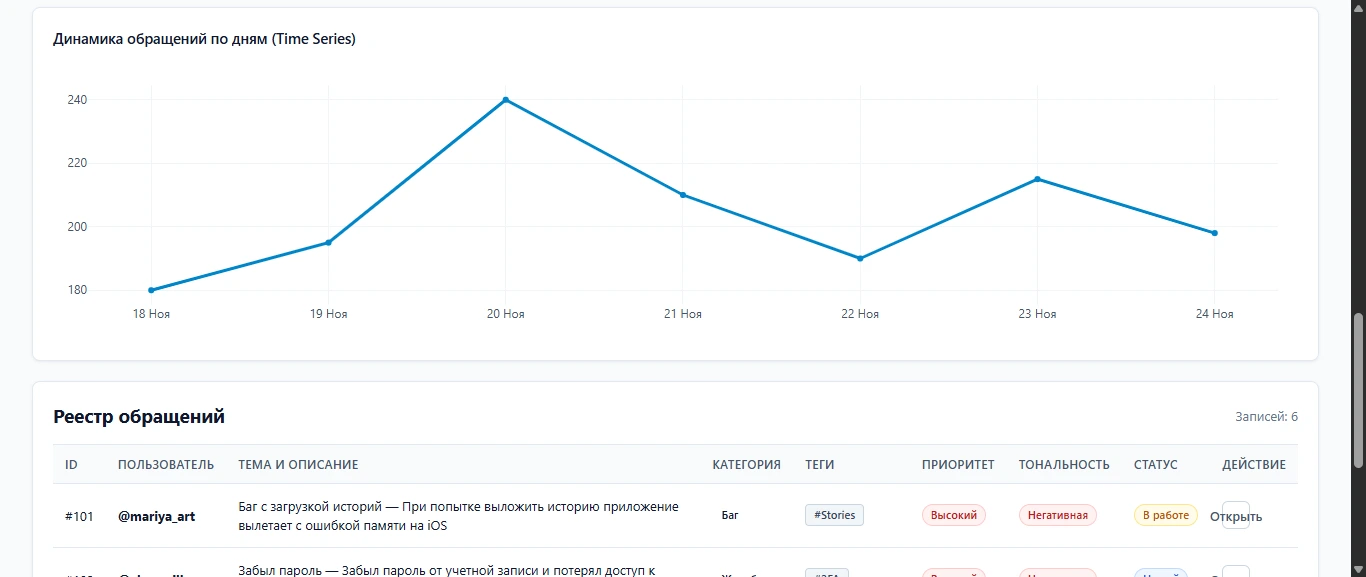 Динамика обращений по дням (Time Series)
240
220
200
180
18 Ноя 19 Ноя 20 Ноя 21 Ноя 22 Ноя 23 Ноя 24 Ноя
Реестр обращений
Записей: 6
ID ПОЛЬЗОВАТЕЛЬ ТЕМА И ОПИСАНИЕ КАТЕГОРИЯ ТЕГИ ПРИОРИТЕТ ТОНАЛЬНОСТЬ СТАТУС ДЕЙСТВИЕ
#101 @mariya_art Баг с загрузкой историй — При попытке выложить историю приложение
вылетает с ошибкой памяти на iOS
Баг #Stories Высокий Негативная В работе Открыть
Забыл пароль — Забыл пароль от учетной записи и потерял доступ к